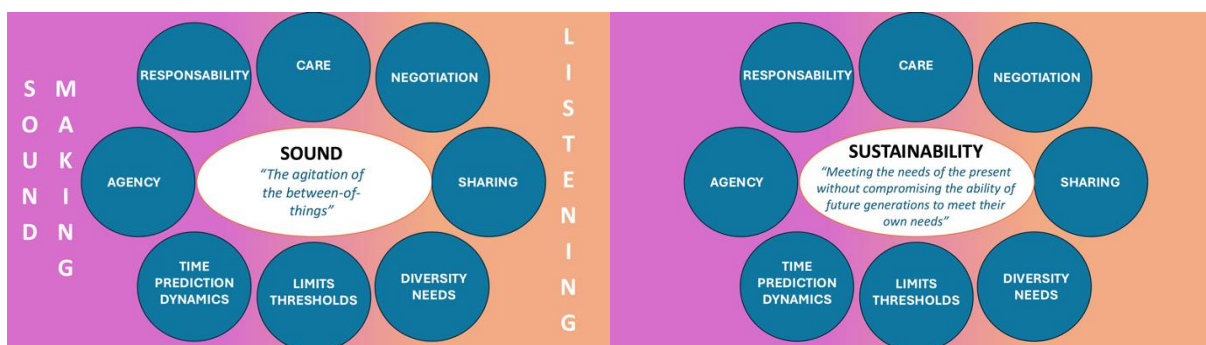 SOUND
MAKING
RESPONSABILITY
CARE
NEGOTIATION
AGENCY
SOUND
“The agitation of
the between-of-
things”
SHARING
TIME
PREDICTION
DYNAMICS
LIMITS
THRESHOLDS
DIVERSITY
NEEDS
LISTENING
RESPONSABILITY
CARE
NEGOTIATION
AGENCY
SUSTAINABILITY
“Meeting the needs of the present
without compromising the ability of
future generations to meet their
own needs”
SHARING
TIME
PREDICTION
DYNAMICS
LIMITS
THRESHOLDS
DIVERSITY
NEEDS